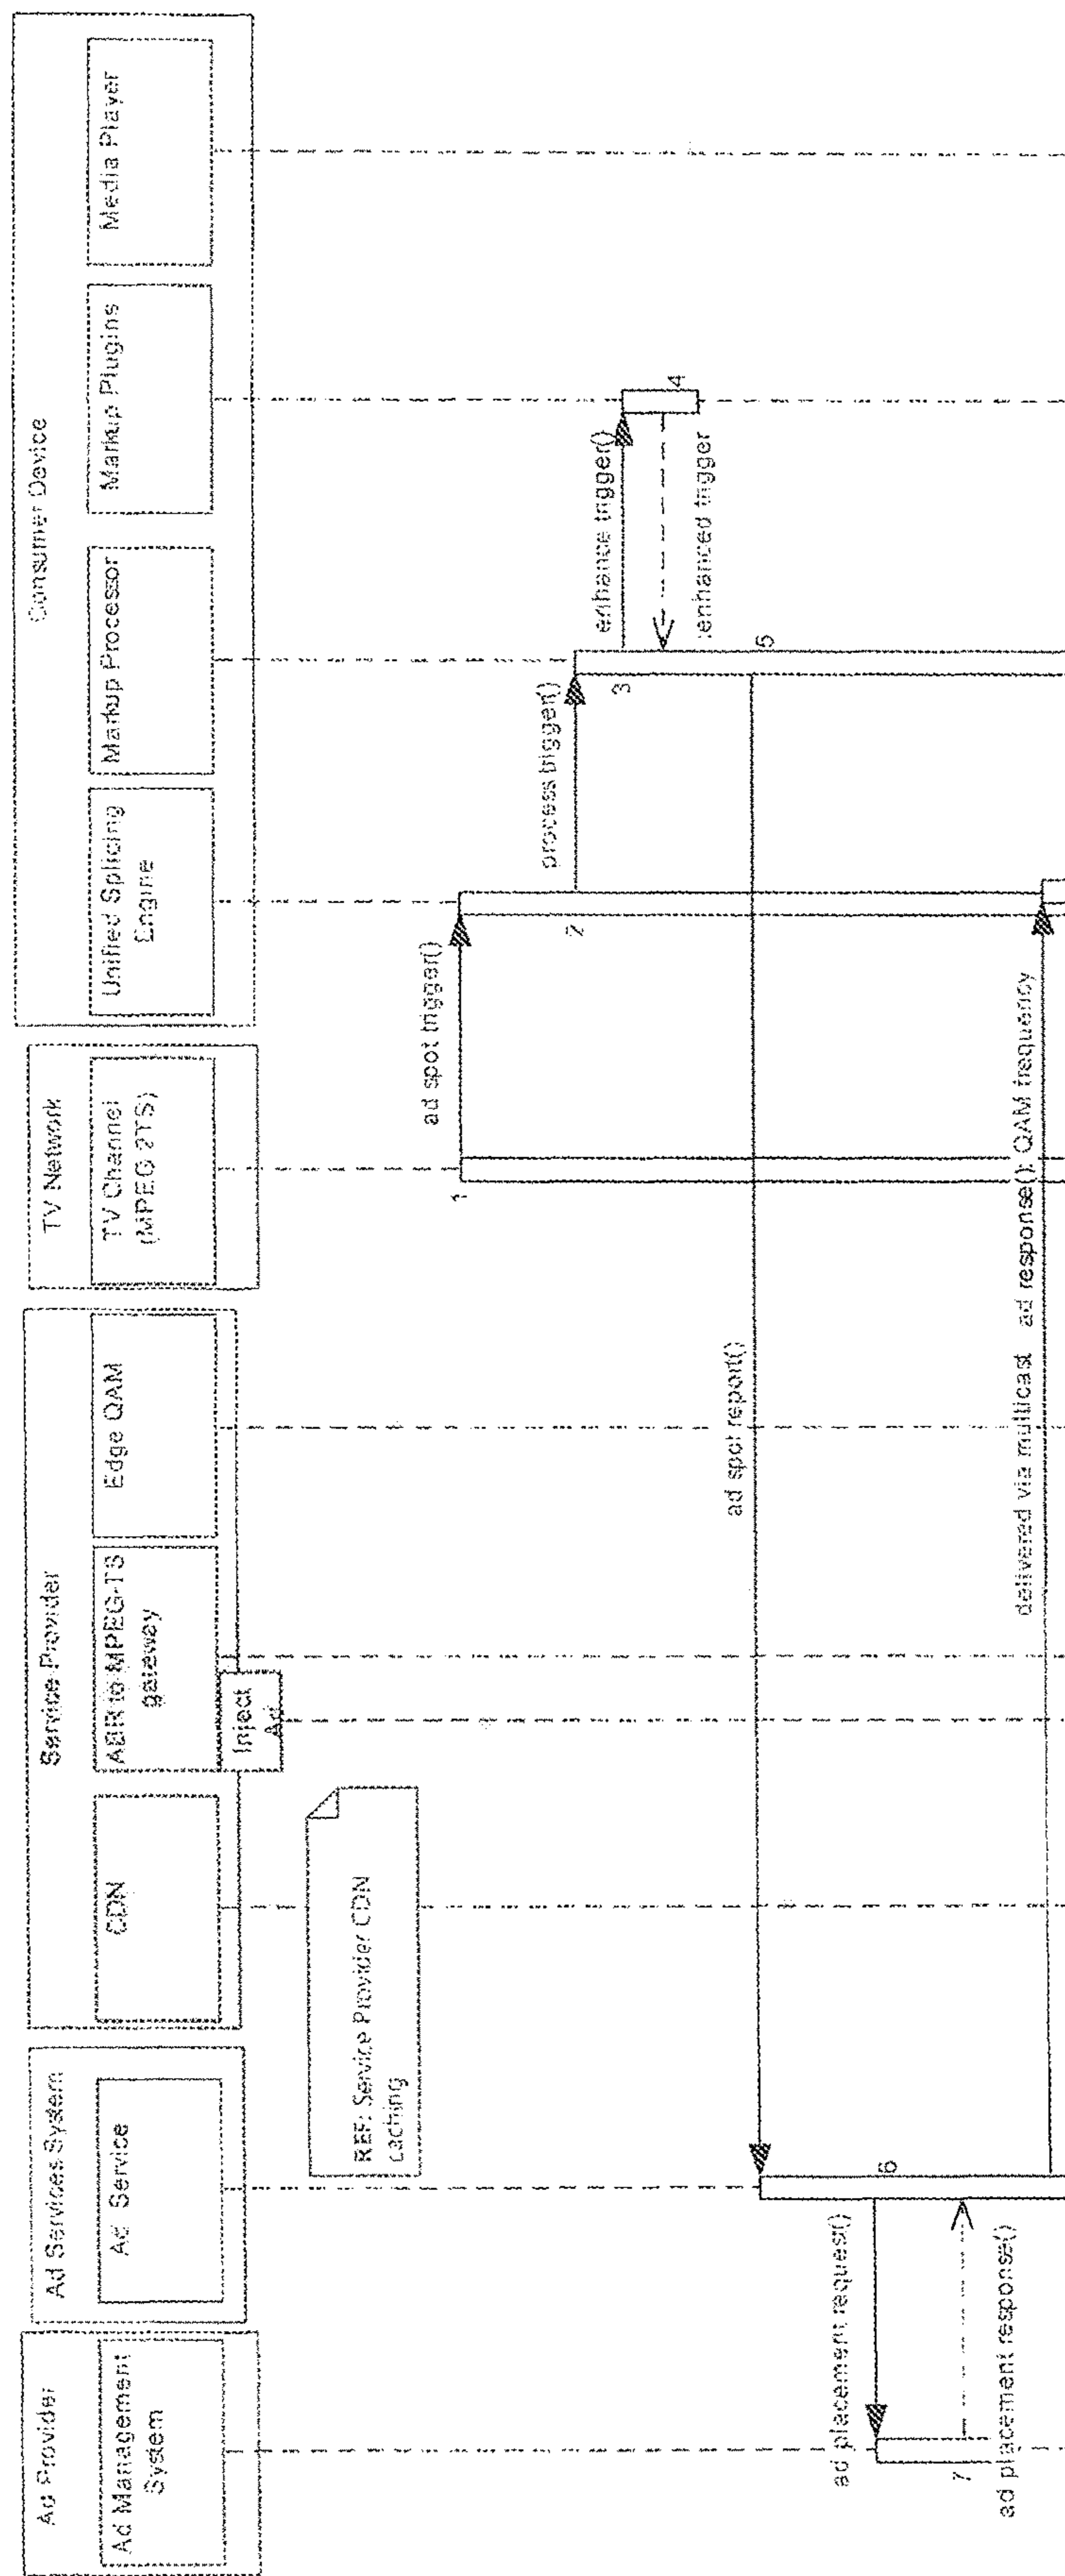 Ad Provider
Ad Management
System
Ad Services System
Ad Service
Service Provider
CDN
ABR to MPEG-TS
gateway
Inject
Ad
Edge QAM
TV Network
TV Channel
(MPEG 2TS)
Consumer Device
Unified Splicing
Engine
Markup Processor
Markup Plugins
Media Player
REF: Service Provider CDN
caching
1
ad spot trigger()
2
process trigger()
3
enhance trigger()
4
:enhanced trigger
5
ad spot report()
6
ad placement request()
7
ad placement response()
delivered via multicast
ad response(): QAM frequency